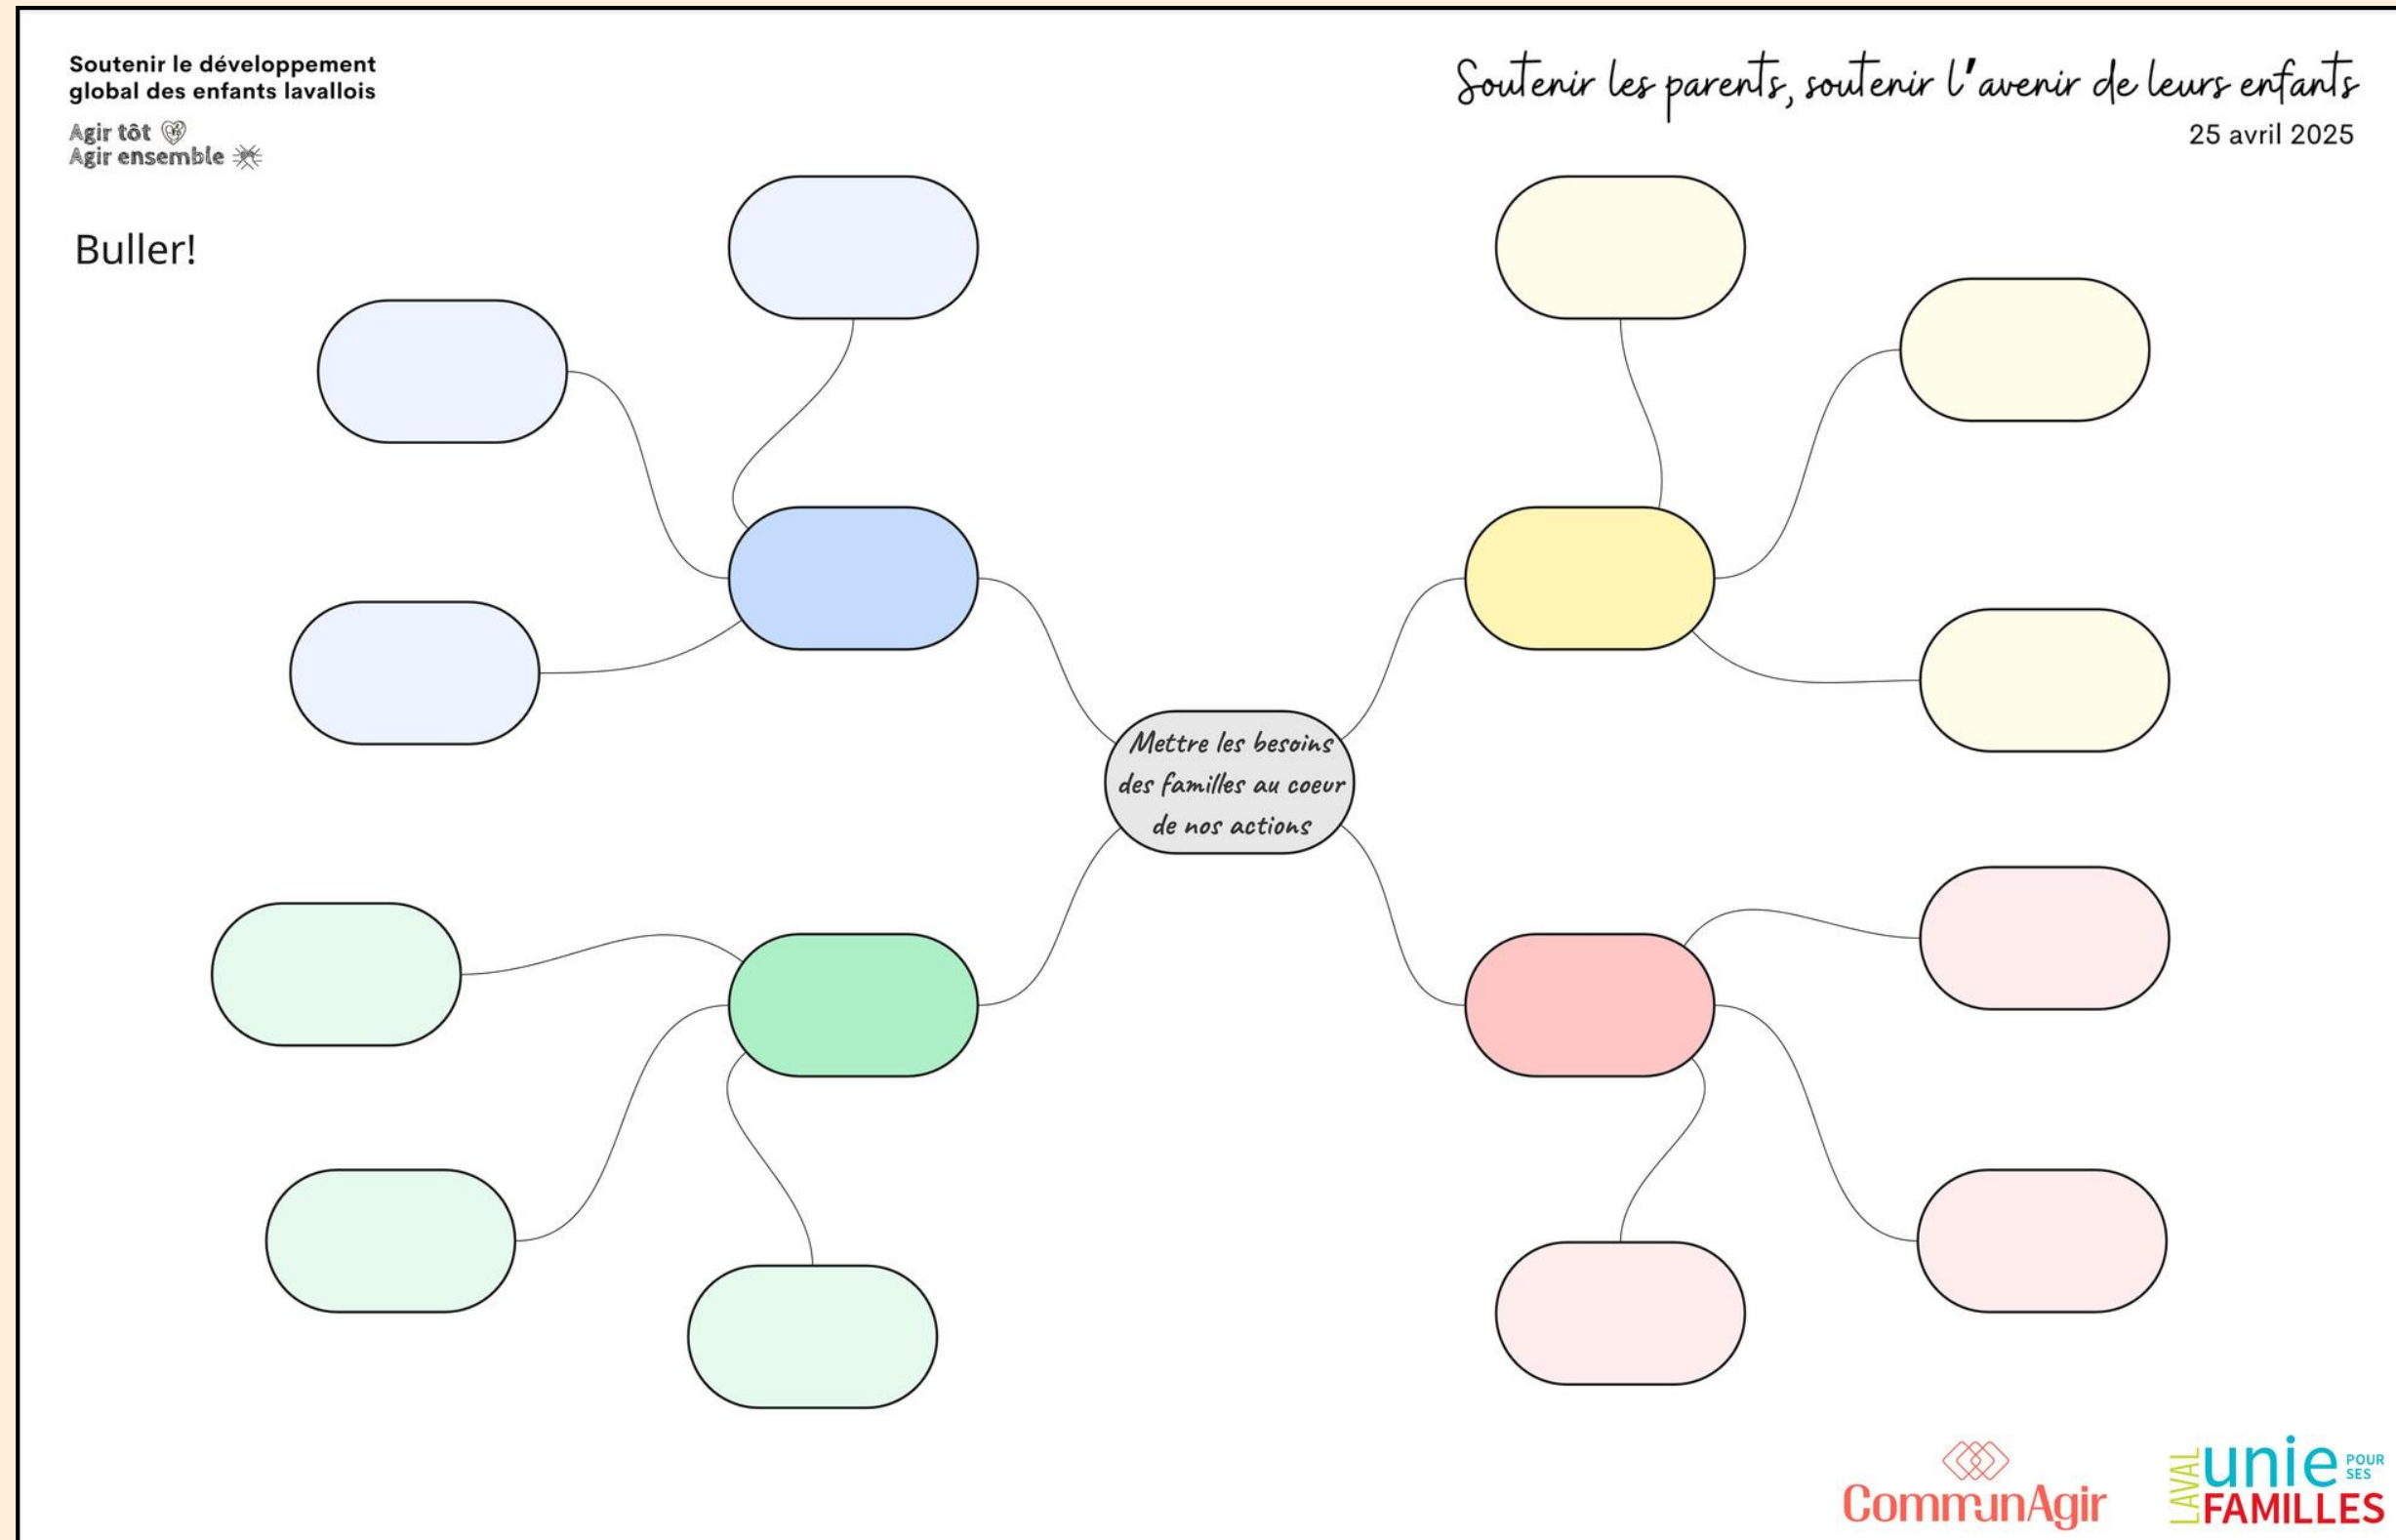 Soutenir le développement
global des enfants lavallois
Agir tôt
Agir ensemble
Soutenir les parents, soutenir l'avenir de leurs enfants
25 avril 2025
Buller!
Mettre les besoins
des familles au coeur
de nos actions
CommunAgir
LAVAL
unie POUR SES
FAMILLES